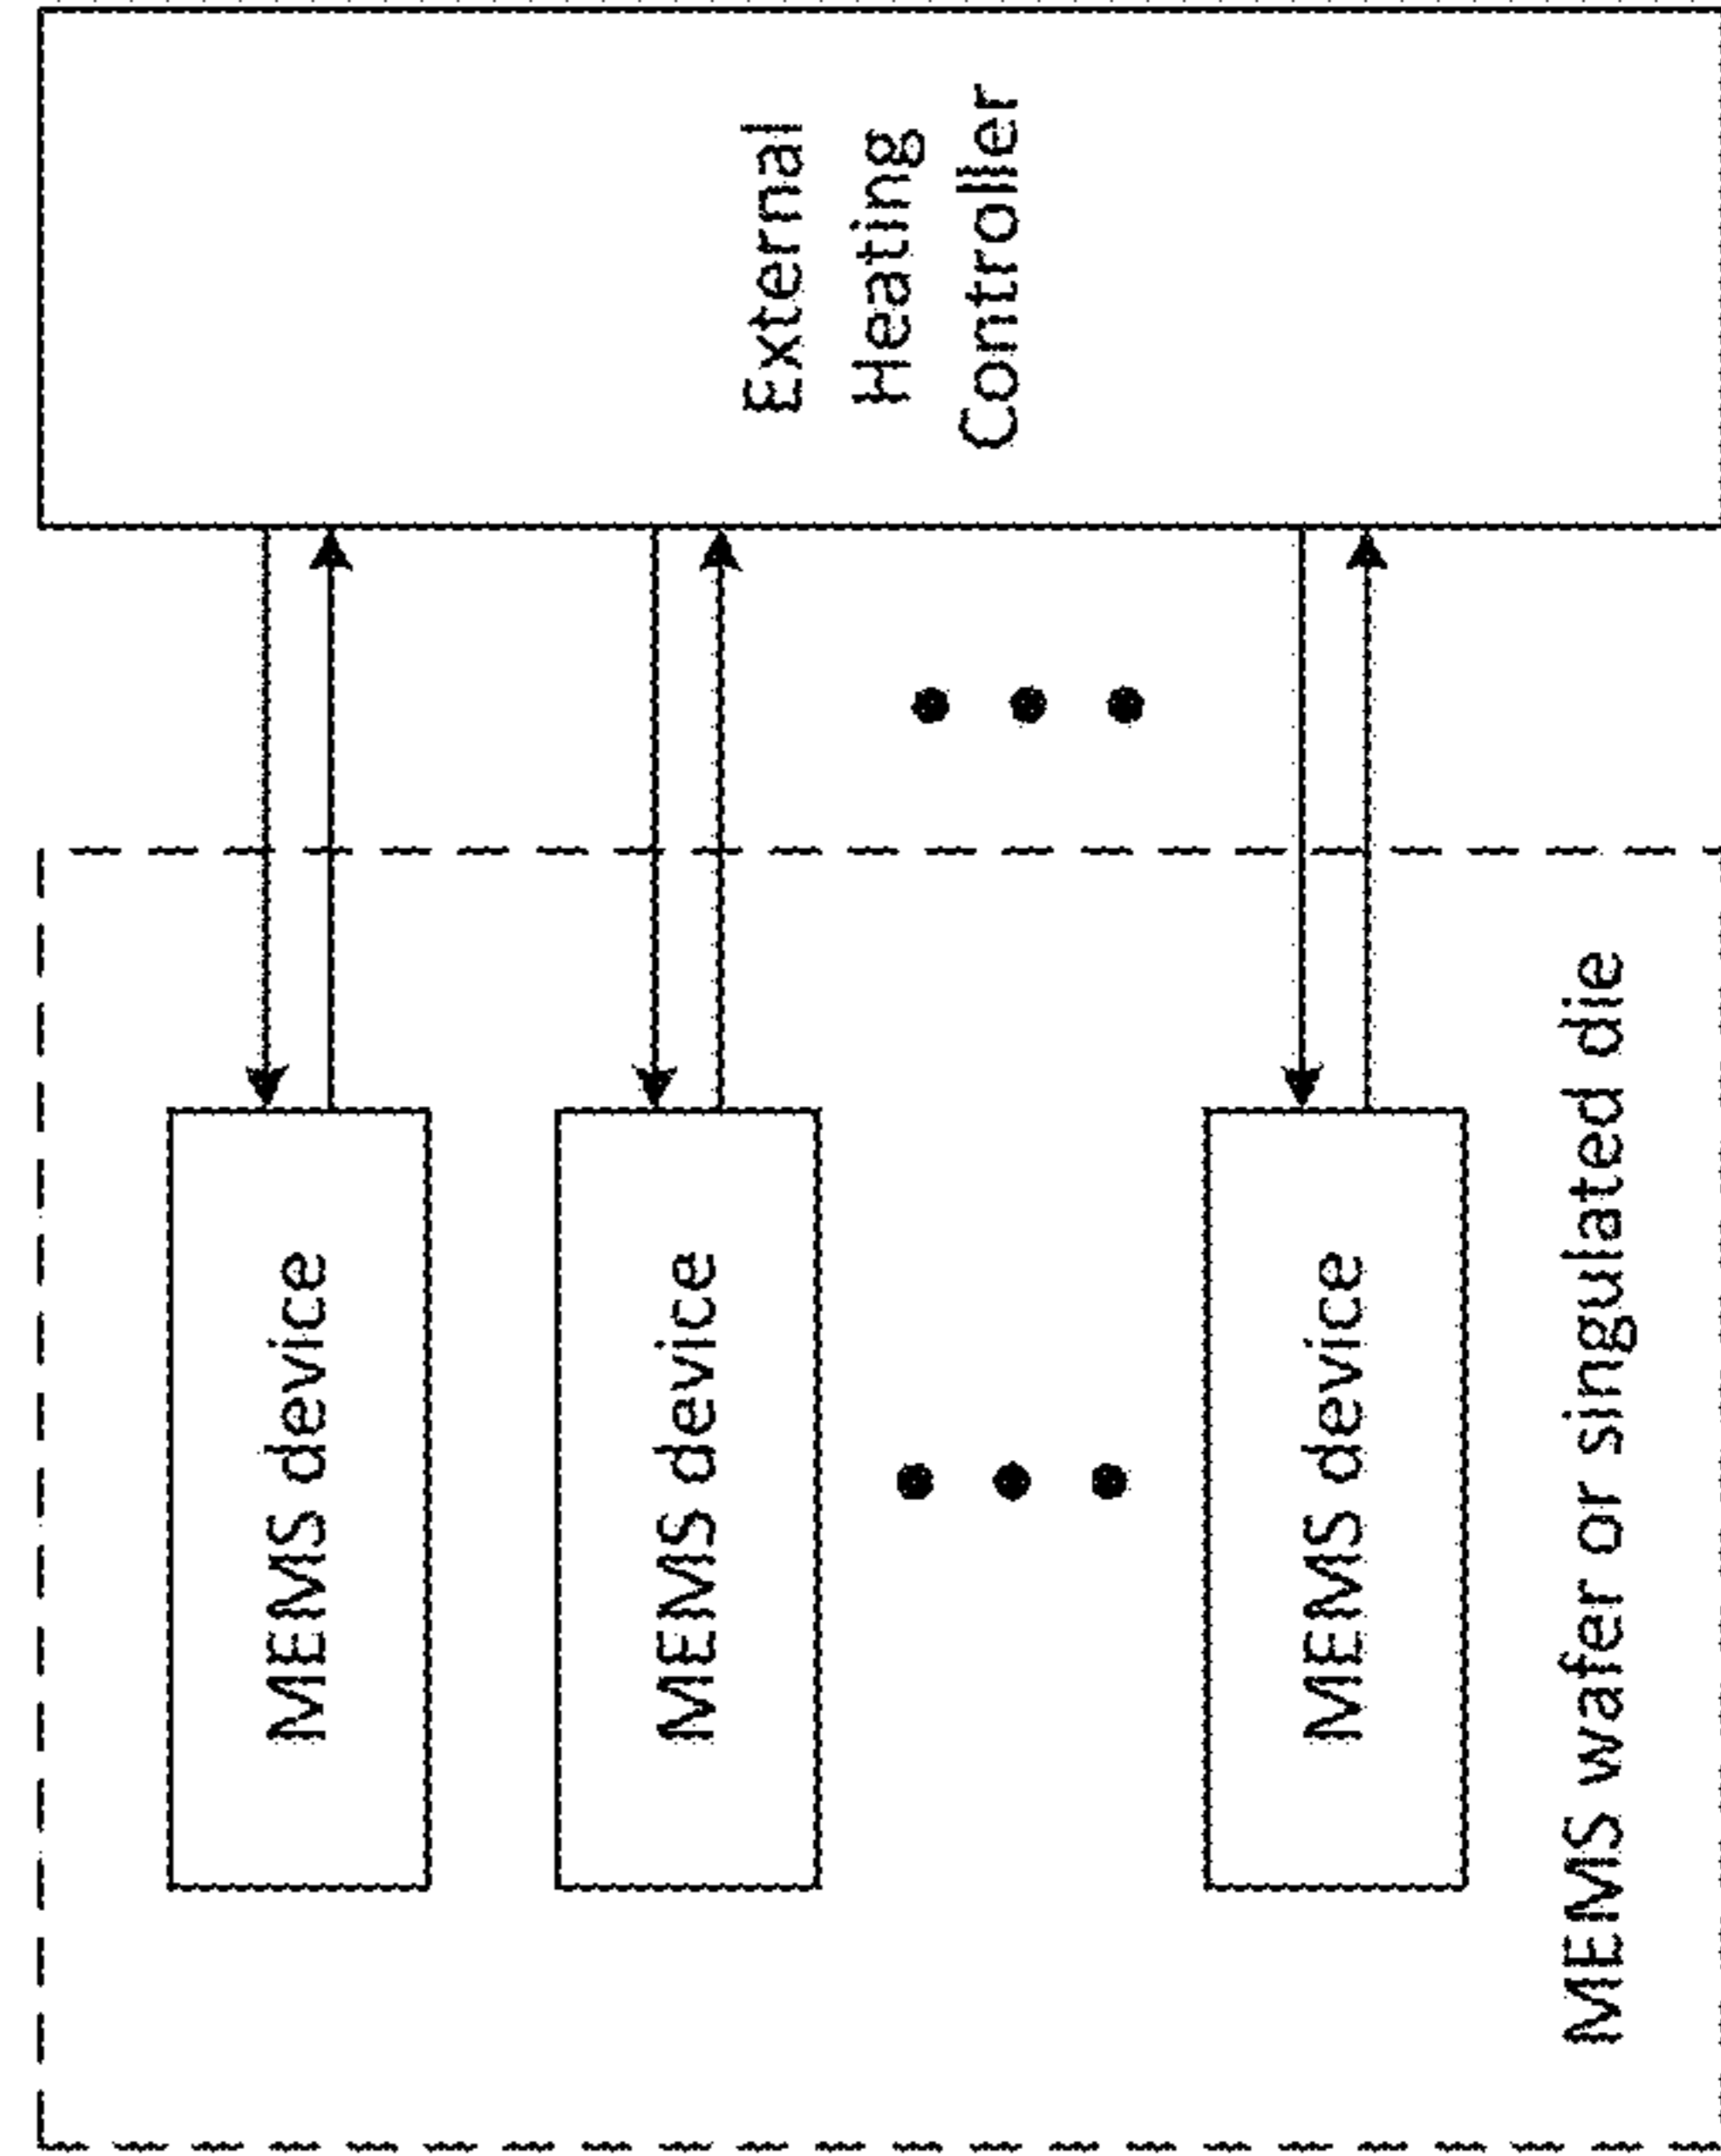 MEMS device
MEMS device
MEMS device
MEMS wafer or singulated die
External
Heating
Controller